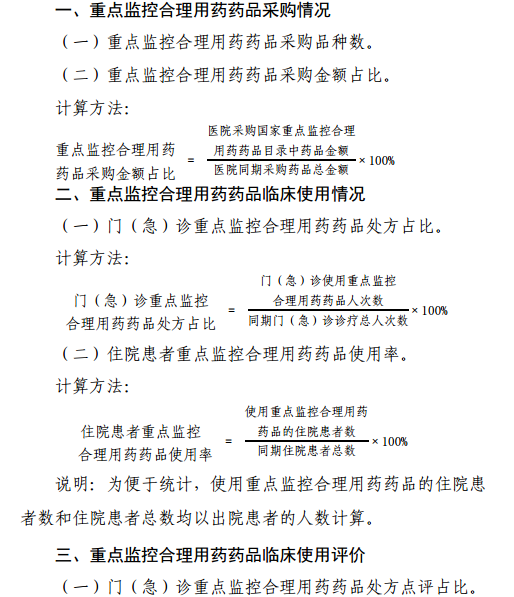 一、重点监控合理用药药品采购情况
（一）重点监控合理用药药品采购品种数。
（二）重点监控合理用药药品采购金额占比。
计算方法：
重点监控合理用药
药品采购金额占比
=
医院采购国家重点监控合理
用药药品目录中药品金额
医院同期采购药品总金额
×100%
二、重点监控合理用药药品临床使用情况
（一）门（急）诊重点监控合理用药药品处方占比。
计算方法：
门（急）诊重点监控
合理用药药品处方占比
=
门（急）诊使用重点监控
合理用药药品人次数
同期门（急）诊诊疗总人次数
×100%
（二）住院患者重点监控合理用药药品使用率。
计算方法：
住院患者重点监控
合理用药药品使用率
=
使用重点监控合理用药
药品的住院患者数
同期住院患者总数
×100%
说明：为便于统计，使用重点监控合理用药药品的住院患
者数和住院患者总数均以出院患者的人数计算。
三、重点监控合理用药药品临床使用评价
（一）门（急）诊重点监控合理用药药品处方点评占比。